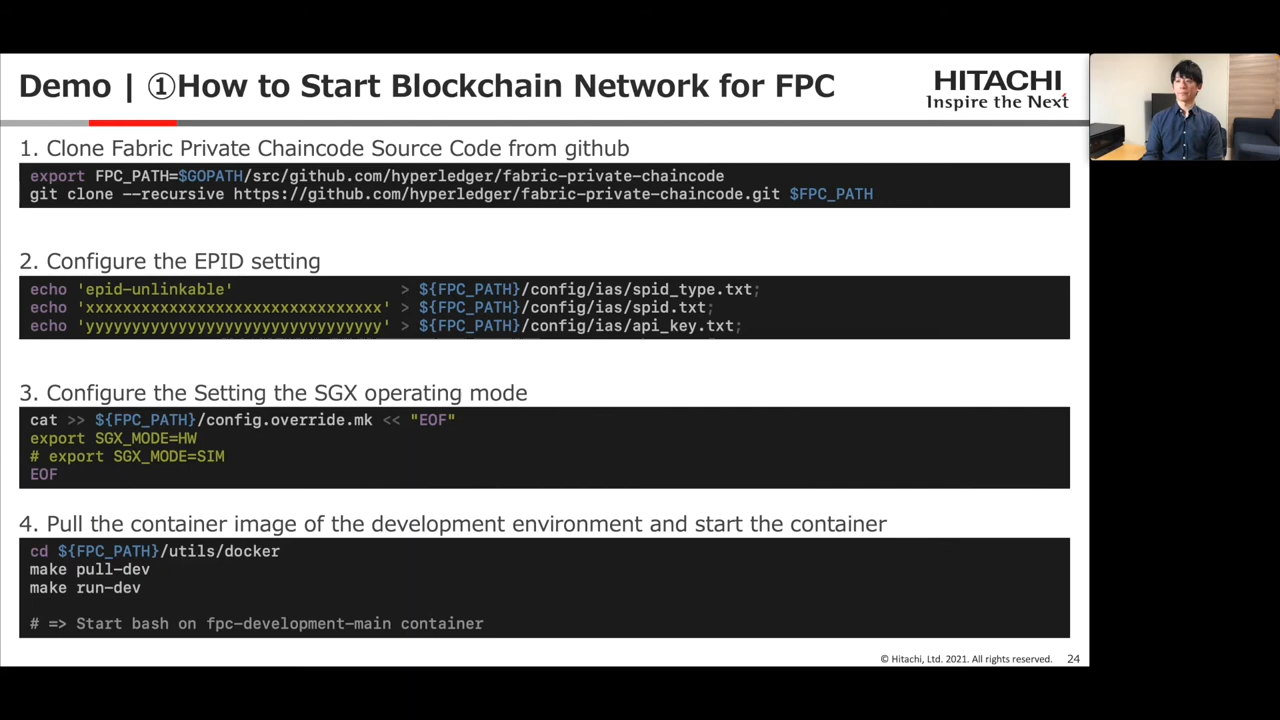 Demo | ①How to Start Blockchain Network for FPC
HITACHI
Inspire the Next
1. Clone Fabric Private Chaincode Source Code from github
export FPC_PATH=$GOPATH/src/github.com/hyperledger/fabric-private-chaincode
git clone --recursive https://github.com/hyperledger/fabric-private-chaincode.git $FPC_PATH
2. Configure the EPID setting
echo 'epid-unlinkable' > ${FPC_PATH}/config/ias/spid_type.txt;
echo 'xxxxxxxxxxxxxxxxxxxxxxxxxxxxxxxx' > ${FPC_PATH}/config/ias/spid.txt;
echo 'yyyyyyyyyyyyyyyyyyyyyyyyyyyyyyyy' > ${FPC_PATH}/config/ias/api_key.txt;
3. Configure the Setting the SGX operating mode
cat >> ${FPC_PATH}/config.override.mk << "EOF"
export SGX_MODE=HW
# export SGX_MODE=SIM
EOF
4. Pull the container image of the development environment and start the container
cd ${FPC_PATH}/utils/docker
make pull-dev
make run-dev
# => Start bash on fpc-development-main container
© Hitachi, Ltd. 2021. All rights reserved. 24